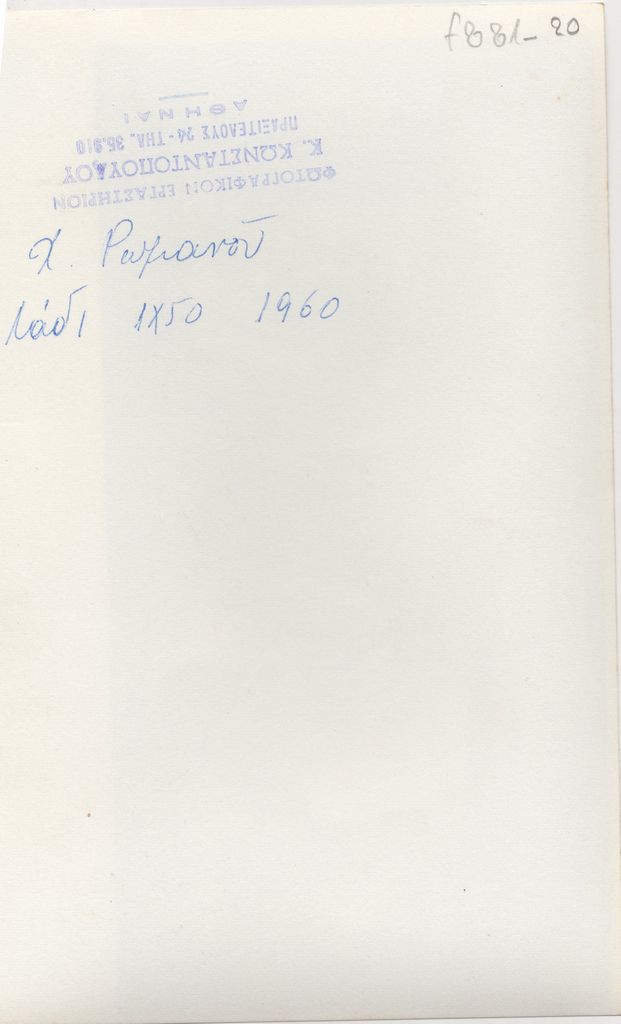 f881-20
ΦΩΤΟΓΡΑΦΙΚΟΝ ΕΡΓΑΣΤΗΡΙΟΝ
Κ. ΚΩΝΣΤΑΝΤΟΠΟΥΛΟΥ
ΠΡΑΞΙΤΕΛΟΥΣ 24 - ΤΗΛ. 35.910
ΑΘΗΝΑΙ
Χ. Ρωμανού
λάδι 1Χ50 1960